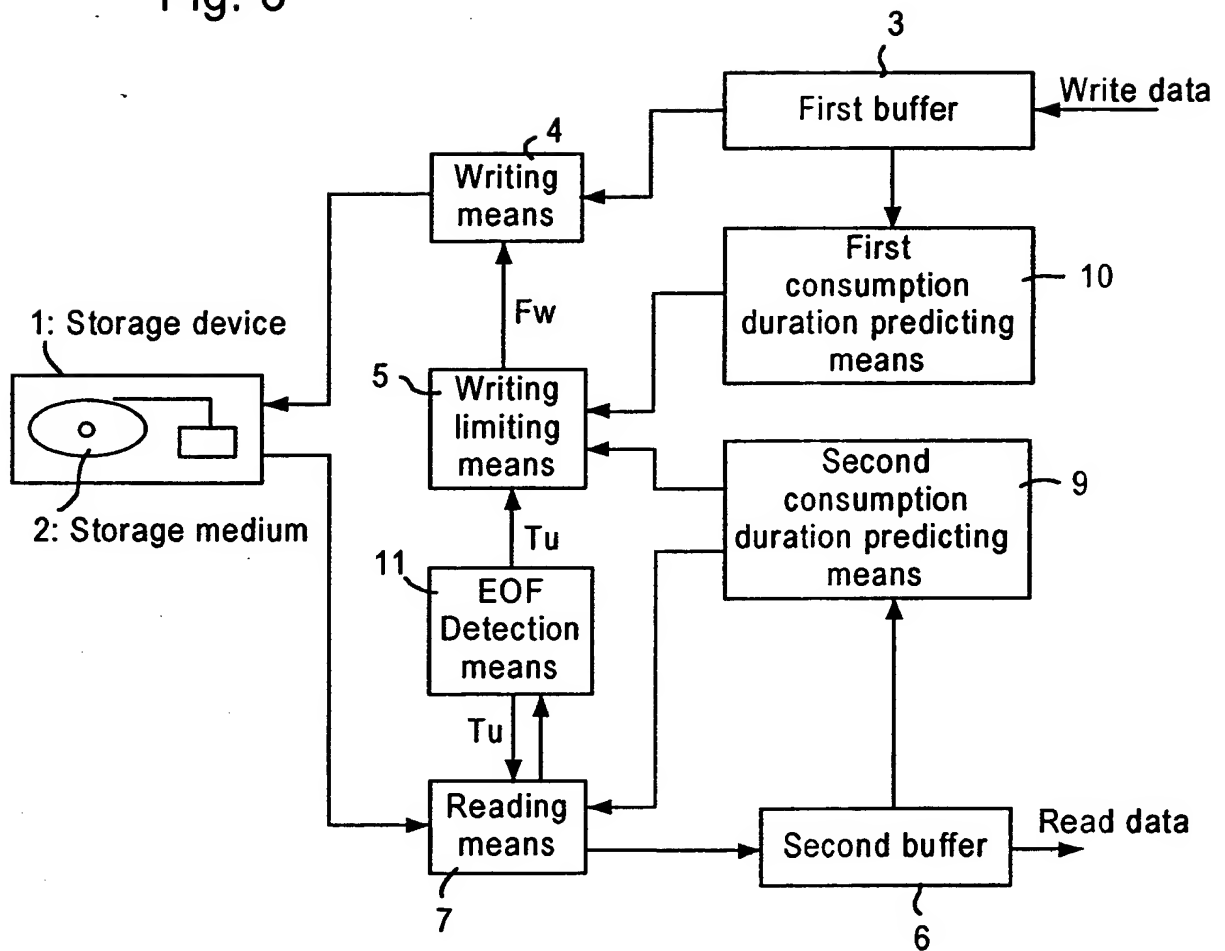 Fig. 6
3
First buffer
Write data
4
Writing
means
First
consumption
duration predicting
means
10
Fw
1: Storage device
5
Writing
limiting
means
Second
consumption
duration predicting
means
9
2: Storage medium
Tu
11
EOF
Detection
means
Tu
Reading
means
Second buffer
Read data
7
6